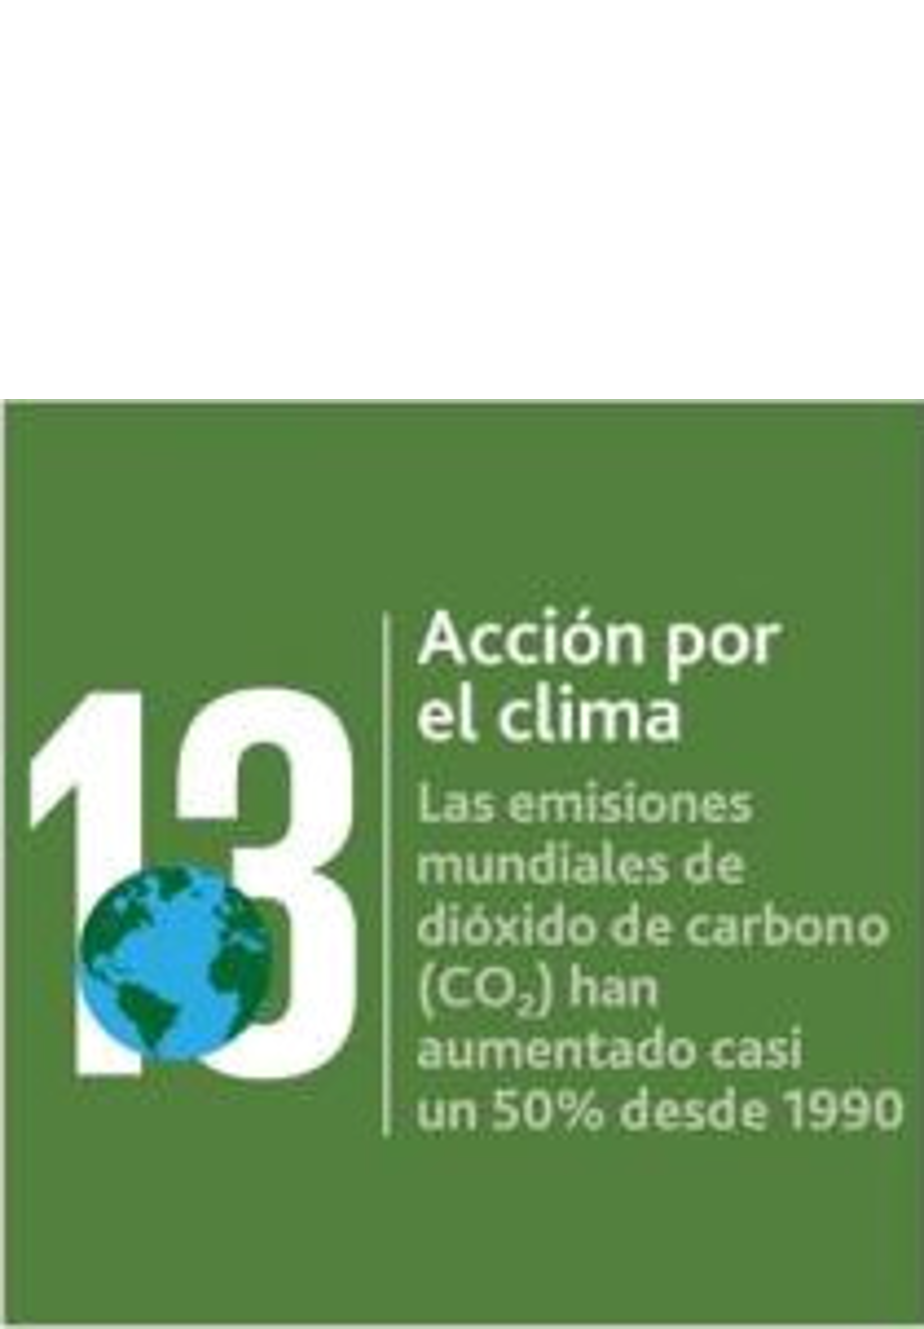 13
Acción por
el clima
Las emisiones
mundiales de
dióxido de carbono
(CO₂) han
aumentado casi
un 50% desde 1990